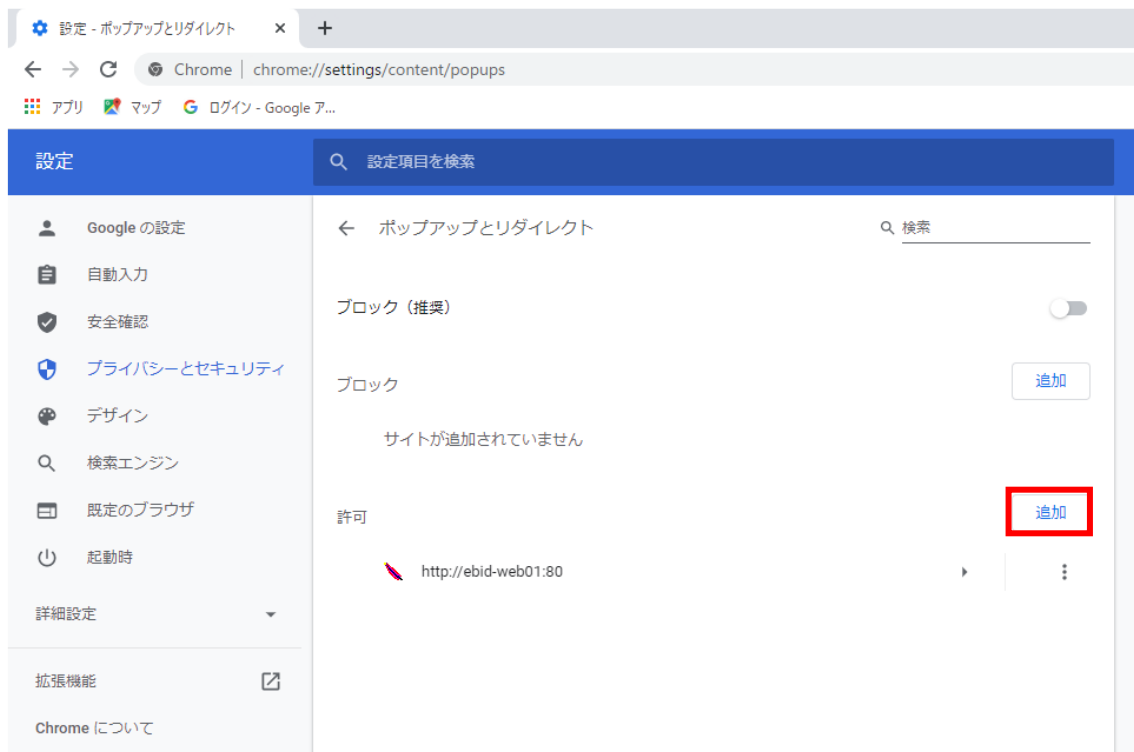 設定 - ポップアップとリダイレクト
Chrome | chrome://settings/content/popups
アプリ マップ G ログイン - Google ア...
設定
設定項目を検索
Google の設定
自動入力
安全確認
プライバシーとセキュリティ
デザイン
検索エンジン
既定のブラウザ
起動時
詳細設定
拡張機能
Chrome について
ポップアップとリダイレクト
検索
ブロック（推奨）
ブロック
追加
サイトが追加されていません
許可
追加
http://ebid-web01:80